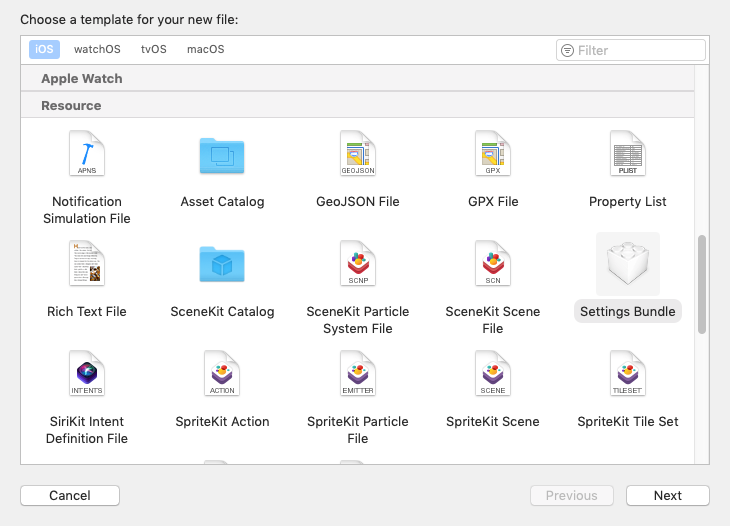 Choose a template for your new file:
iOS watchOS tvOS macOS Filter
Apple Watch
Resource
APNS GEOJSON GPX PLIST
Notification Simulation File
Asset Catalog
GeoJSON File
GPX File
Property List
SCNP SCN
Rich Text File
SceneKit Catalog
SceneKit Particle System File
SceneKit Scene File
Settings Bundle
INTENTS ACTION EMITTER SCENE TILESET
SiriKit Intent Definition File
SpriteKit Action
SpriteKit Particle File
SpriteKit Scene
SpriteKit Tile Set
Cancel Previous Next